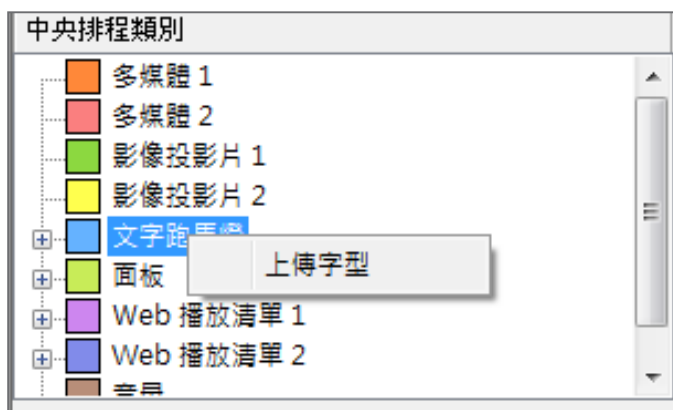 中央排程類別
多媒體 1
多媒體 2
影像投影片 1
影像投影片 2
文字跑馬燈
上傳字型
面板
Web 播放清單 1
Web 播放清單 2